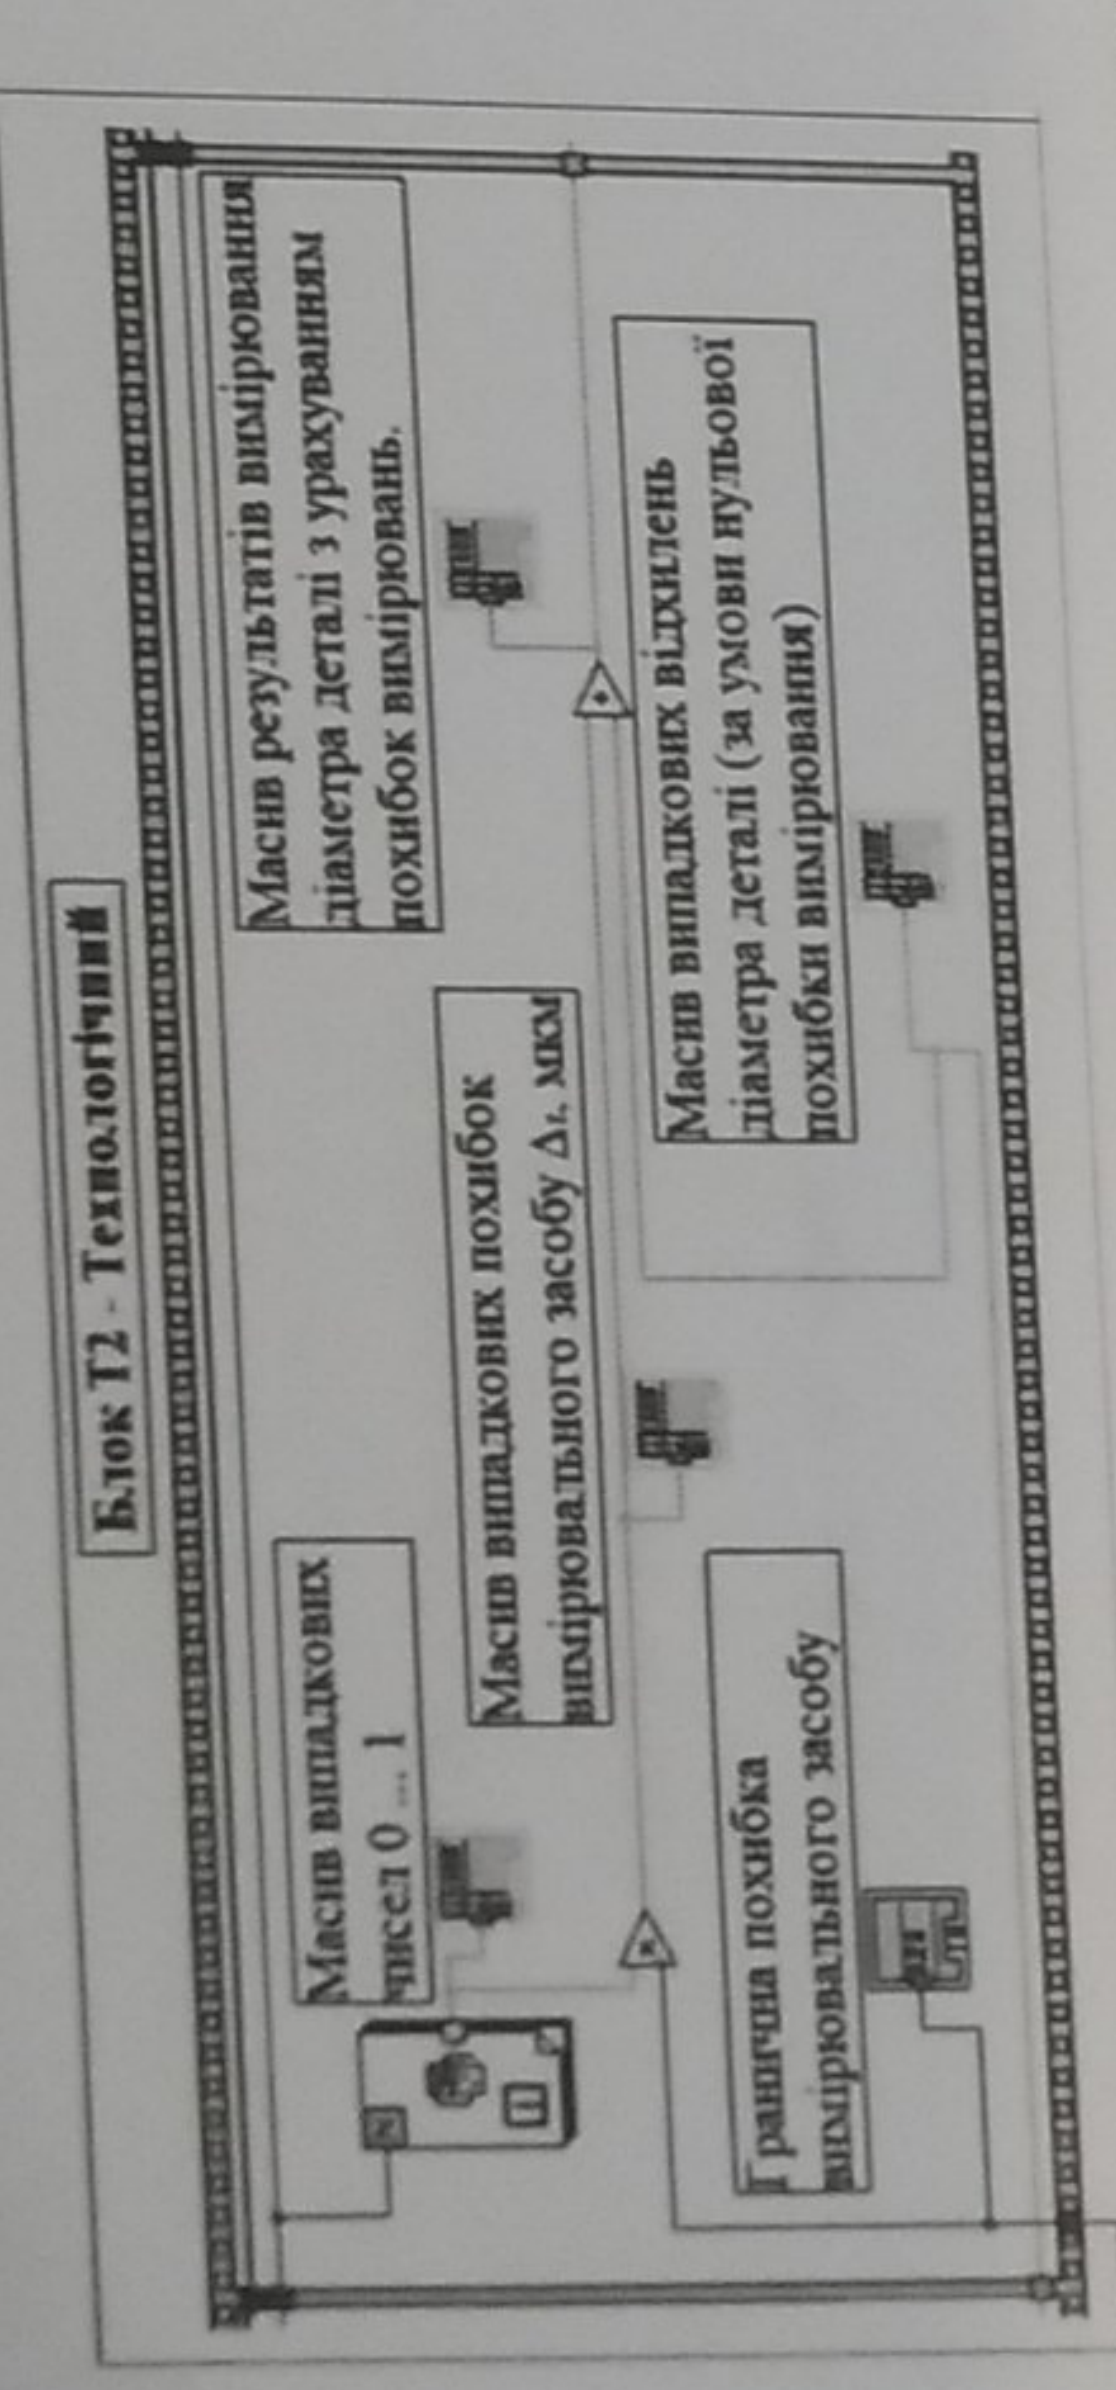 Блок Т2 - Технологічний
Масив випадкових
чисел 0 ... 1
Масив випадкових похибок
вимірювального засобу Δr, мкм
Масив результатів вимірювання
діаметра деталі з урахуванням
похибок вимірювань.
Гранична похибка
вимірювального засобу
Масив випадкових відхилень
діаметра деталі (за умови нульової
похибки вимірювання)
N
i